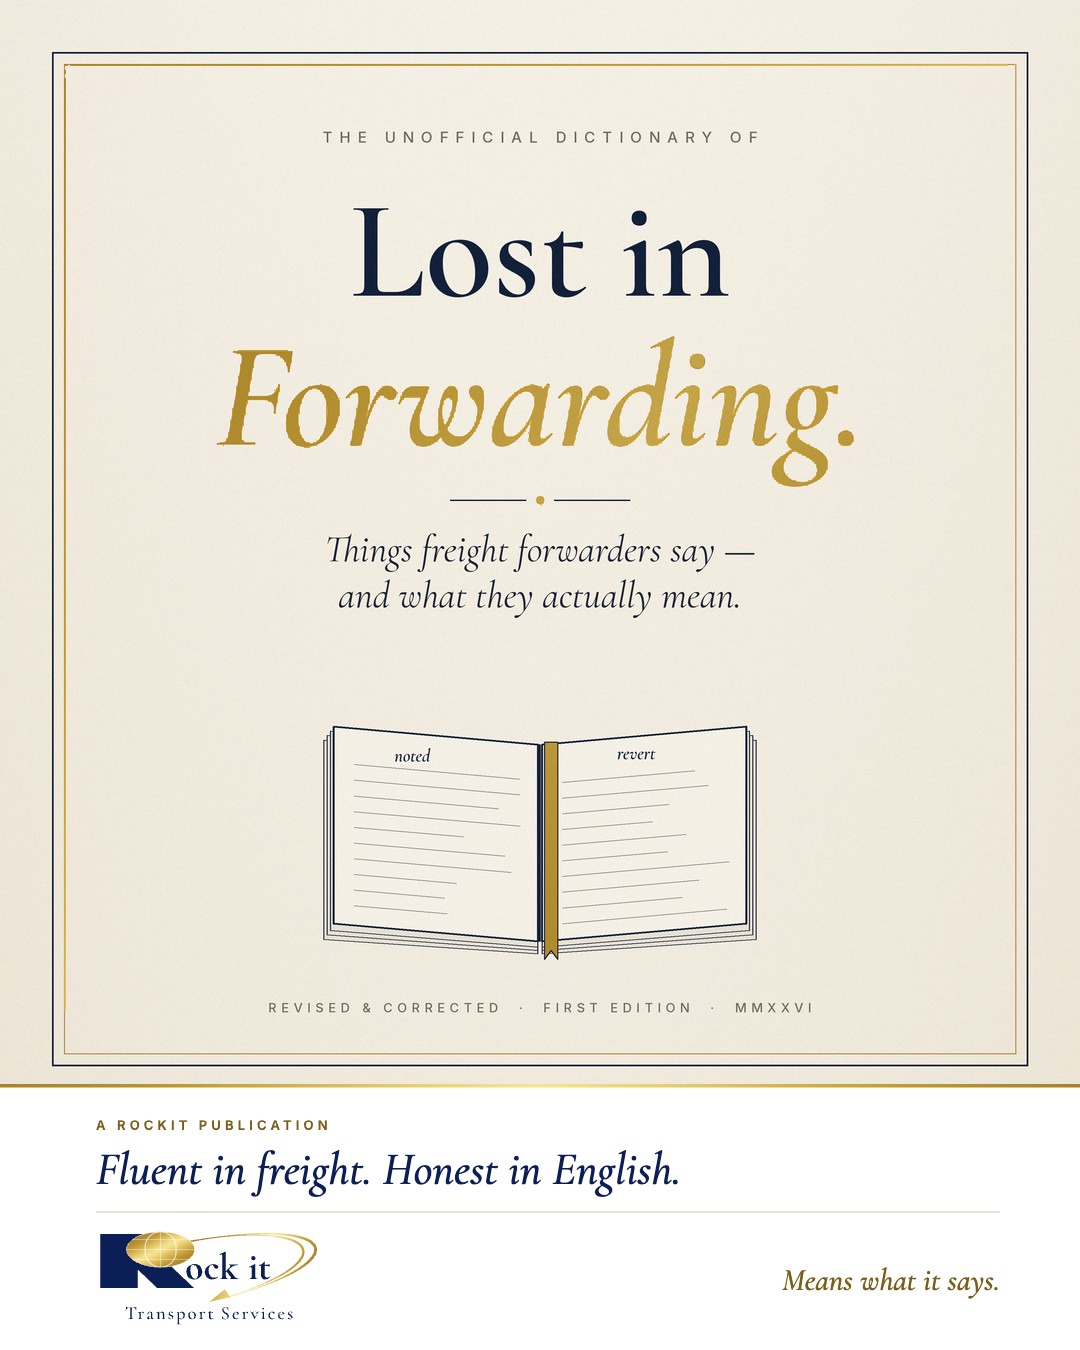 THE UNOFFICIAL DICTIONARY OF
Lost in
Forwarding.
Things freight forwarders say —
and what they actually mean.
noted
revert
REVISED & CORRECTED · FIRST EDITION · MMXXVI
A ROCKIT PUBLICATION
Fluent in freight. Honest in English.
Rock it
Transport Services
Means what it says.